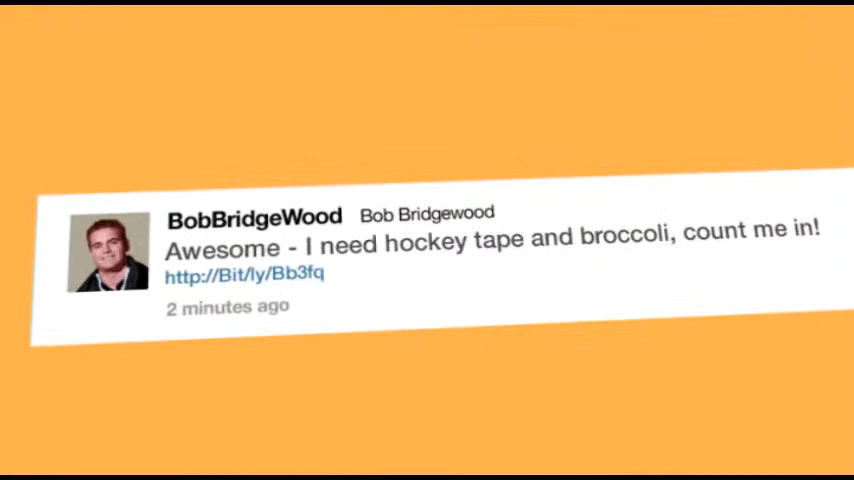 BobBridgeWood Bob Bridgewood
Awesome - I need hockey tape and broccoli, count me in!
http://Bit/ly/Bb3fq
2 minutes ago